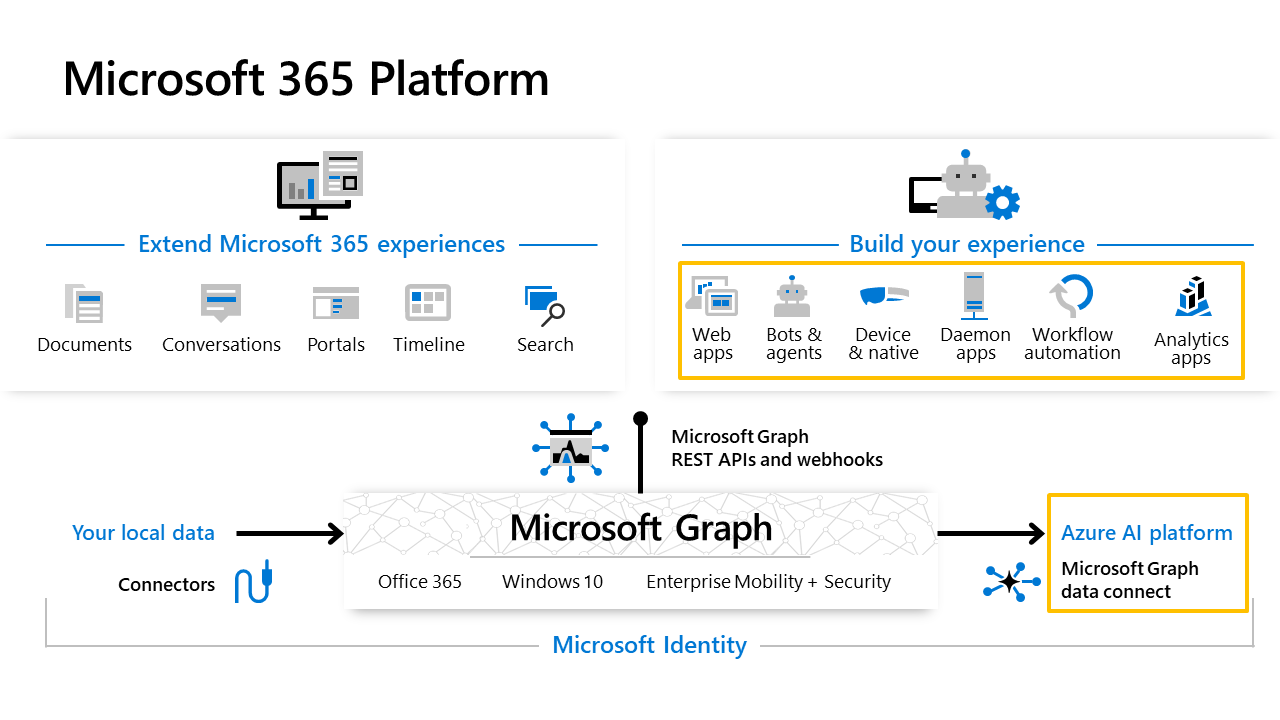 Microsoft 365 Platform
Extend Microsoft 365 experiences
Documents
Conversations
Portals
Timeline
Search
Build your experience
Web
apps
Bots &
agents
Device
& native
Daemon
apps
Workflow
automation
Analytics
apps
Microsoft Graph
REST APIs and webhooks
Your local data
Connectors
Microsoft Graph
Office 365
Windows 10
Enterprise Mobility + Security
Azure AI platform
Microsoft Graph
data connect
Microsoft Identity